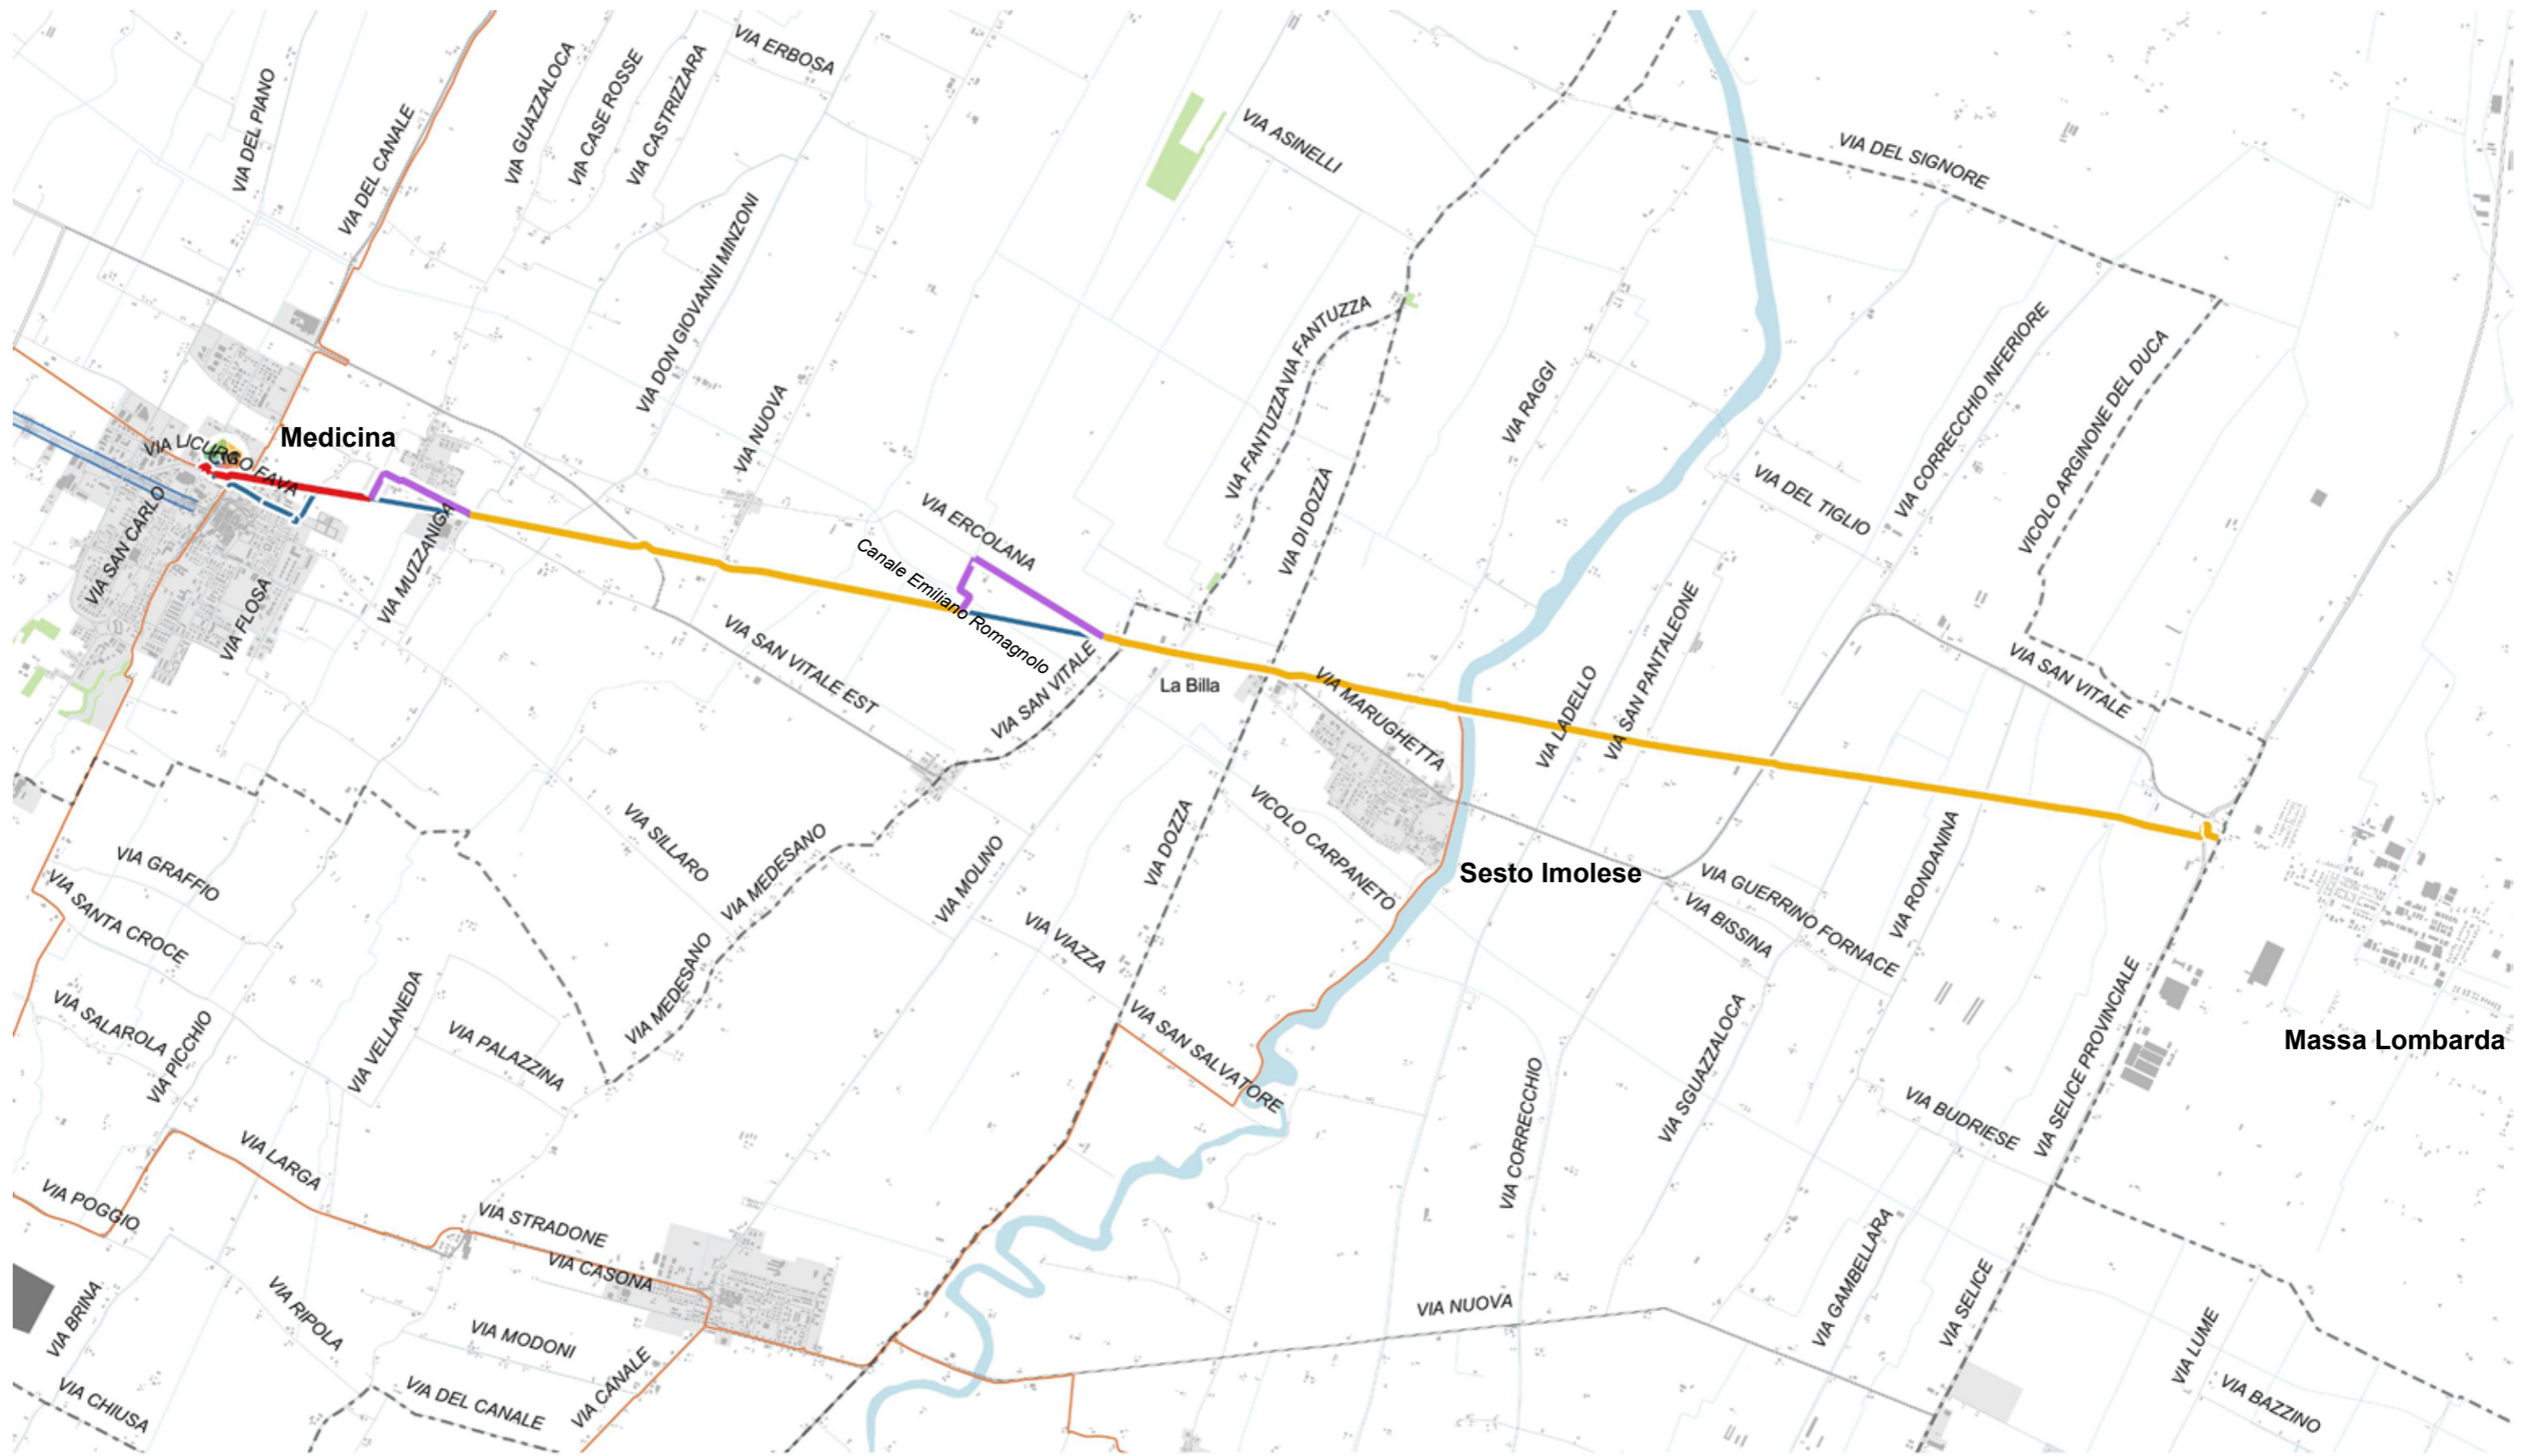 VIA ERBOSA
VIA DEL PIANO
VIA DEL CANALE
VIA GUAZZALOCA
VIA CASE ROSSE
VIA CASTRIZZARA
VIA ASINELLI
VIA DEL SIGNORE
VIA DON GIOVANNI MINZONI
VIA NUOVA
VIA FANTUZZAVIA FANTUZZA
VIA RAGGI
VIA CORRECCHIO INFERIORE
VICOLO ARGINONE DEL DUCA
Medicina
VIA LICURGO FAVA
VIA SAN CARLO
VIA FLOSA
VIA MUZZANIGA
VIA ERCOLANA
Canale Emiliano Romagnolo
VIA DI DOZZA
VIA DEL TIGLIO
VIA SAN VITALE EST
VIA SAN VITALE
La Billa
VIA MARUGHETTA
VIA LADELLO
VIA SAN PANTALEONE
VIA SAN VITALE
VIA GRAFFIO
VIA SANTA CROCE
VIA SILLARO
VIA MEDESANO
VIA MEDESANO
VIA MOLINO
VIA DOZZA
VICOLO CARPANETO
Sesto Imolese
VIA GUERRINO FORNACE
VIA BISSINA
VIA RONDANINA
VIA VIAZZA
VIA SALAROLA
VIA PICCHIO
VIA VELLANEDA
VIA PALAZZINA
VIA SAN SALVATORE
VIA CORRECCHIO
VIA SGUAZZALOCA
VIA SELICE PROVINCIALE
Massa Lombarda
VIA BUDRIESE
VIA LARGA
VIA POGGIO
VIA STRADONE
VIA CASONA
VIA BRINA
VIA RIPOLA
VIA MODONI
VIA CANALE
VIA NUOVA
VIA GAMBELLARA
VIA SELICE
VIA LUME
VIA CHIUSA
VIA DEL CANALE
VIA BAZZINO